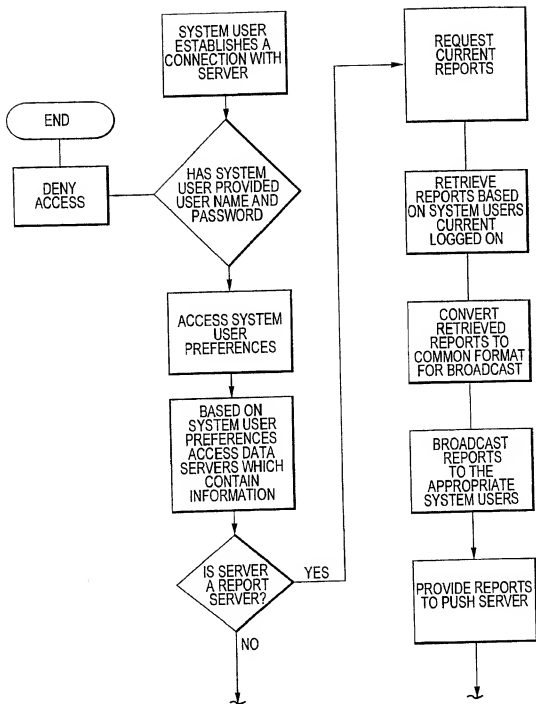 SYSTEM USER
ESTABLISHES A
CONNECTION WITH
SERVER
END
DENY
ACCESS
HAS SYSTEM
USER PROVIDED
USER NAME AND
PASSWORD
ACCESS SYSTEM
USER
PREFERENCES
BASED ON
SYSTEM USER
PREFERENCES
ACCESS DATA
SERVERS WHICH
CONTAIN
INFORMATION
IS SERVER
A REPORT
SERVER?
YES
NO
REQUEST
CURRENT
REPORTS
RETRIEVE
REPORTS BASED
ON SYSTEM USERS
CURRENT
LOGGED ON
CONVERT
RETRIEVED
REPORTS TO
COMMON FORMAT
FOR BROADCAST
BROADCAST
REPORTS
TO THE
APPROPRIATE
SYSTEM USERS
PROVIDE REPORTS
TO PUSH SERVER